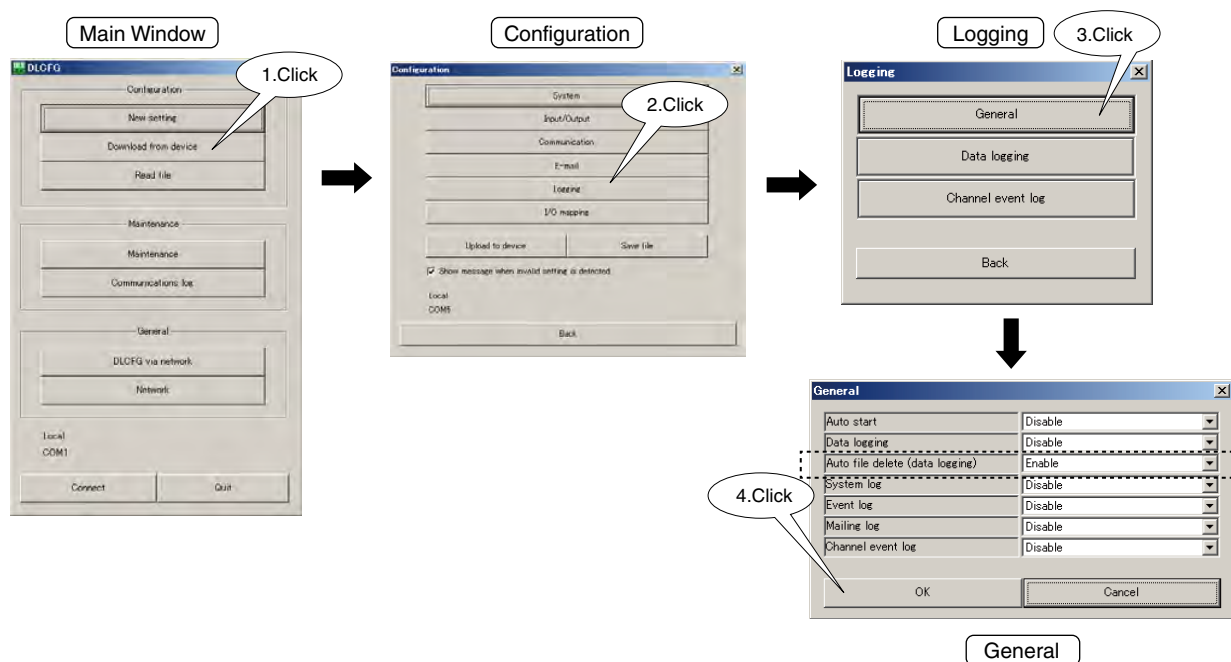 Main Window
Configuration
Logging
3.Click
DLCFG
1.Click
Configuration
New setting
Download from device
Read file
Maintenance
Maintenance
Communications log
General
DLCFG via network
Network
Local
COM1
Connect
Quit
Configuration
System
2.Click
Input/Output
Communication
E-mail
Logging
I/O mapping
Upload to device
Save file
Show message when invalid setting is detected
Local
COM5
Back
Logging
General
Data logging
Channel event log
Back
General
Auto start Disable
Data logging Disable
Auto file delete (data logging) Enable
System log Disable
4.Click
Event log Disable
Mailing log Disable
Channel event log Disable
OK
Cancel
General